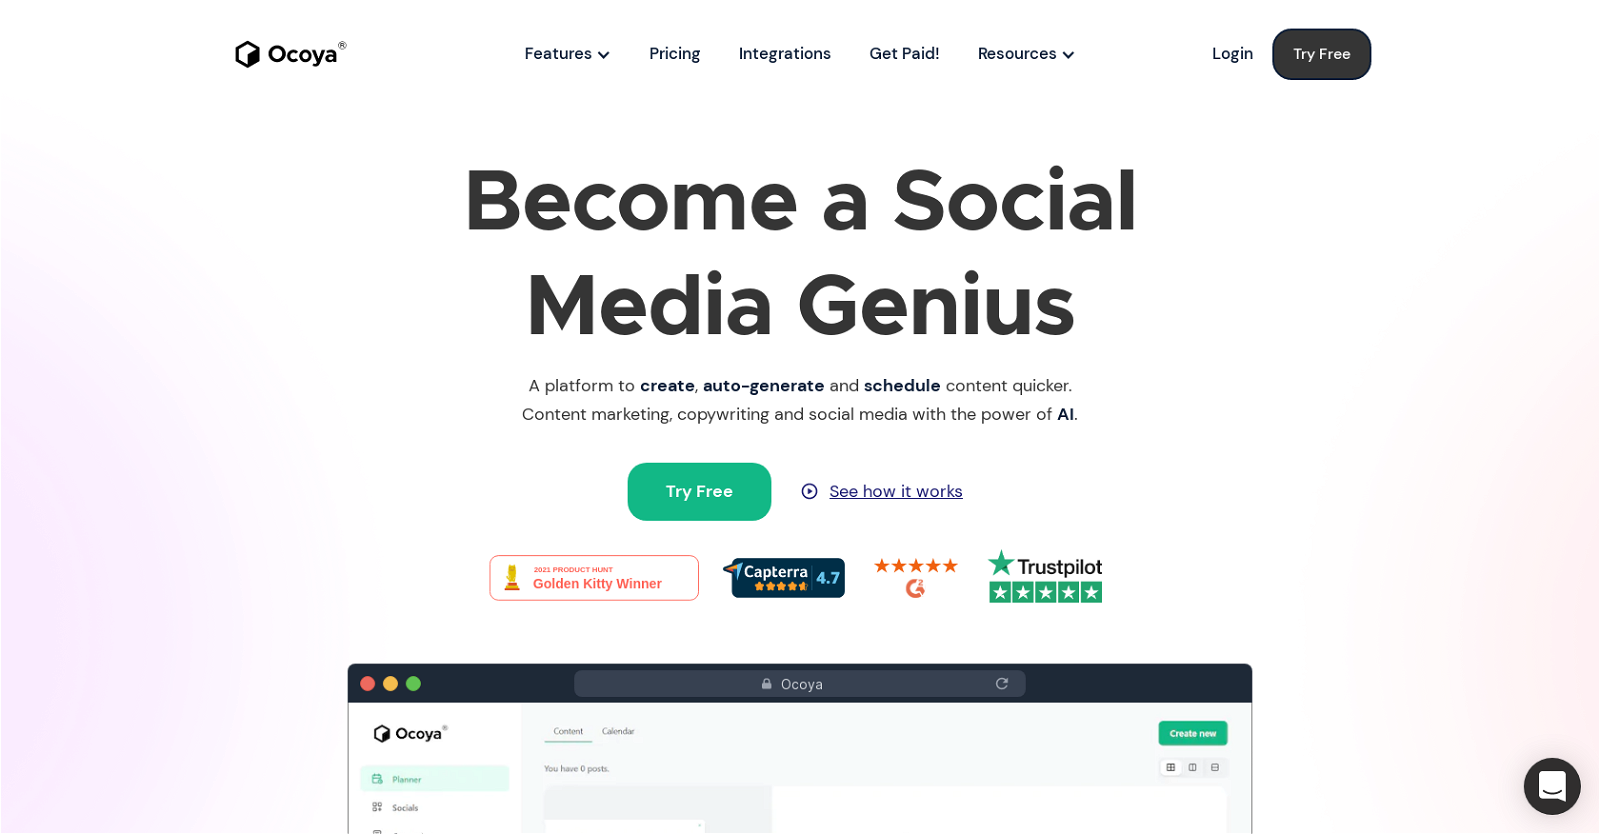 Ocoya®
Features
Pricing
Integrations
Get Paid!
Resources
Login
Try Free
Become a Social
Media Genius
A platform to create, auto-generate and schedule content quicker.
Content marketing, copywriting and social media with the power of AI.
Try Free
See how it works
2021 PRODUCT HUNT
Golden Kitty Winner
Capterra
4.7
G2
Trustpilot
Ocoya
Ocoya®
Content
Calendar
Create new
You have 0 posts.
Planner
Socials